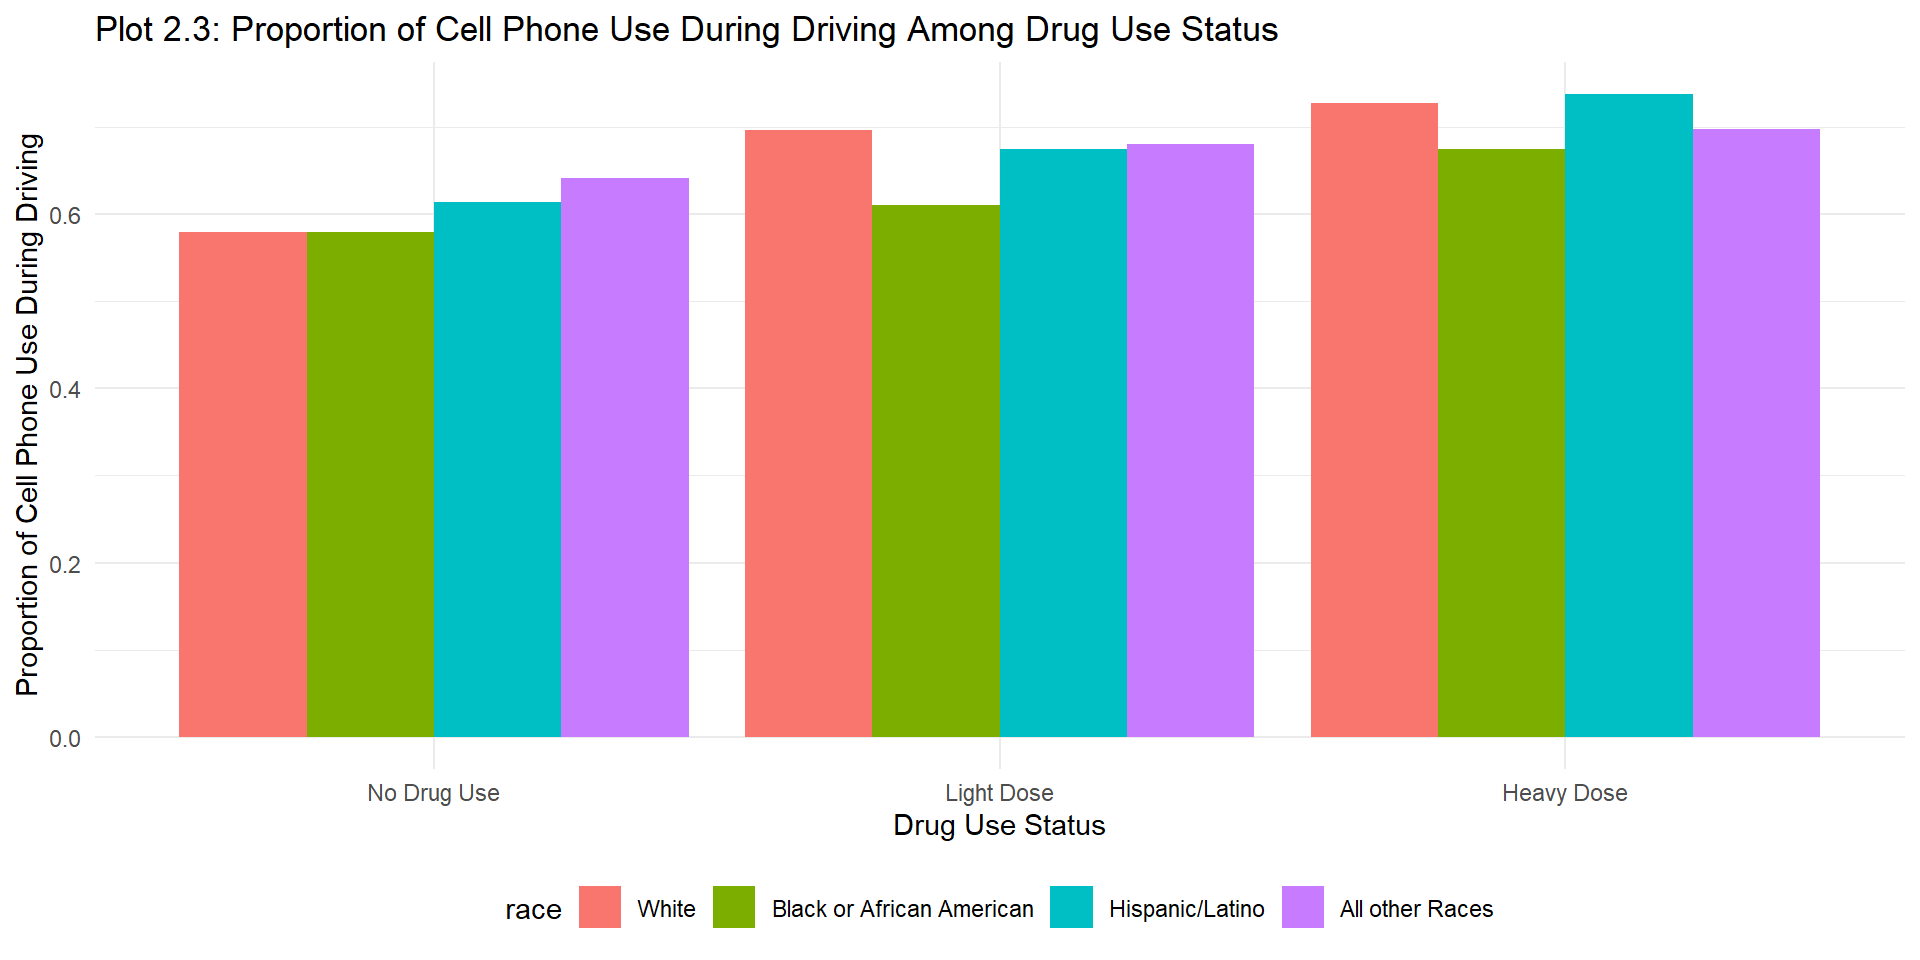 Plot 2.3: Proportion of Cell Phone Use During Driving Among Drug Use Status
Proportion of Cell Phone Use During Driving
0.6
0.4
0.2
0.0
No Drug Use Light Dose Heavy Dose
Drug Use Status
race White Black or African American Hispanic/Latino All other Races